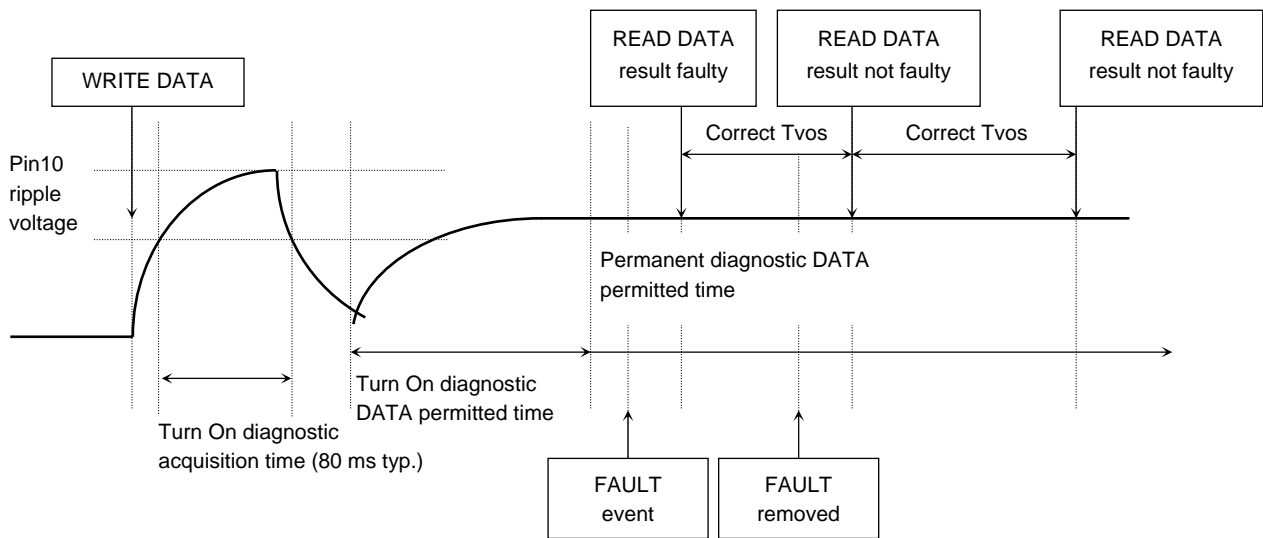 READ DATA
result faulty
READ DATA
result not faulty
READ DATA
result not faulty
WRITE DATA
Correct Tvos
Correct Tvos
Pin10
ripple
voltage
Permanent diagnostic DATA
permitted time
Turn On diagnostic
DATA permitted time
Turn On diagnostic
acquisition time (80 ms typ.)
FAULT
event
FAULT
removed